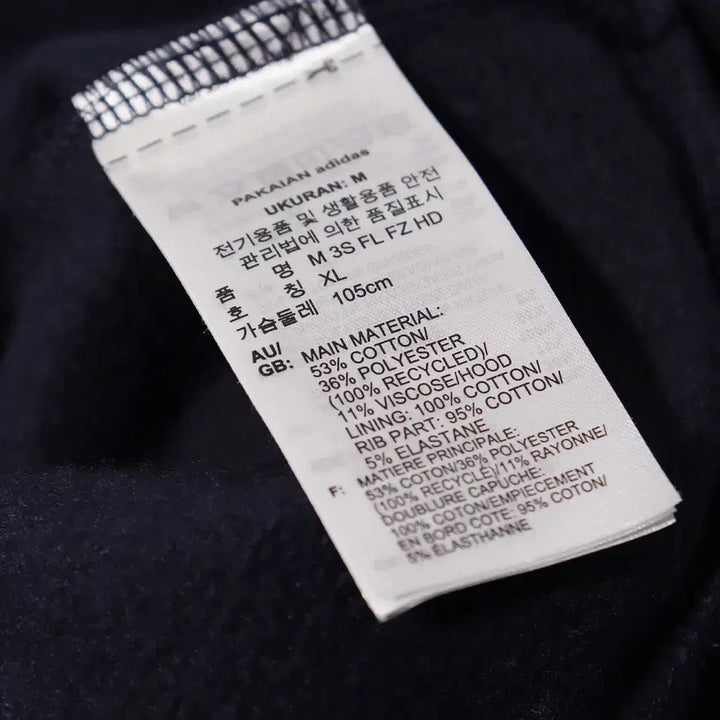 PAKAIAN adidas
UKURAN: M
전기용품 및 생활용품 안전
관리법에 의한 품질표시
품 명 M 3S FL FZ HD
호 칭 XL
가슴둘레 105cm
AU/
GB: MAIN MATERIAL:
53% COTTON/
36% POLYESTER
(100% RECYCLED)/
11% VISCOSE/HOOD
LINING: 100% COTTON/
RIB PART: 95% COTTON/
5% ELASTANE
F: MATIERE PRINCIPALE:
53% COTON/36% POLYESTER
(100% RECYCLÉ)/11% RAYONNE/
DOUBLURE CAPUCHE:
100% COTON/EMPIECEMENT
EN BORD COTE: 95% COTON/
5% ÉLASTHANNE